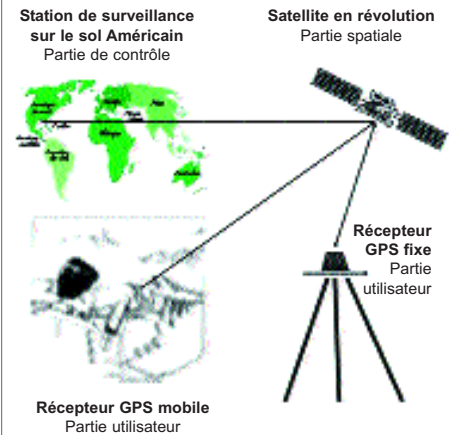 Station de surveillance
sur le sol Américain
Partie de contrôle
Satellite en révolution
Partie spatiale
Récepteur
GPS fixe
Partie
utilisateur
Récepteur GPS mobile
Partie utilisateur